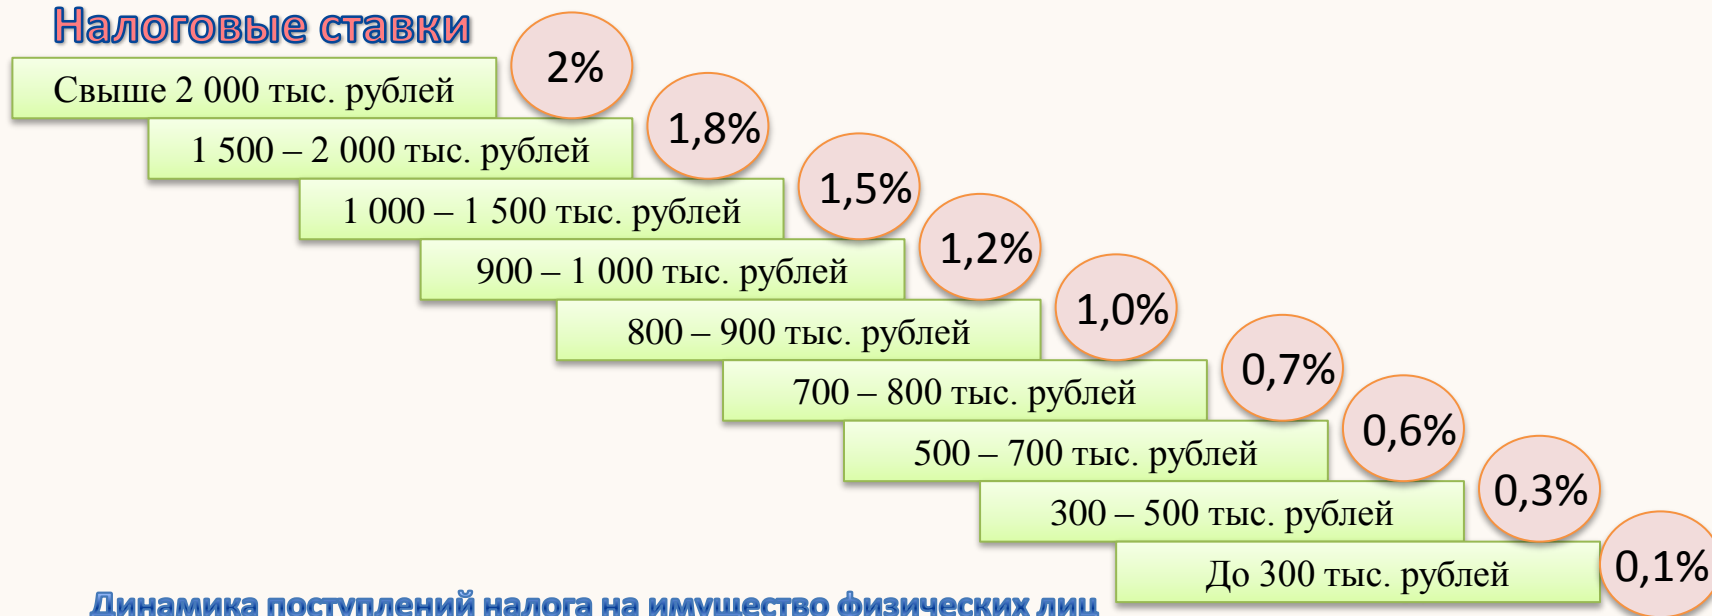 Налоговые ставки
Свыше 2 000 тыс. рублей 2%
1 500 – 2 000 тыс. рублей 1,8%
1 000 – 1 500 тыс. рублей 1,5%
900 – 1 000 тыс. рублей 1,2%
800 – 900 тыс. рублей 1,0%
700 – 800 тыс. рублей 0,7%
500 – 700 тыс. рублей 0,6%
300 – 500 тыс. рублей 0,3%
До 300 тыс. рублей 0,1%
Динамика поступлений налога на имущество физических лиц